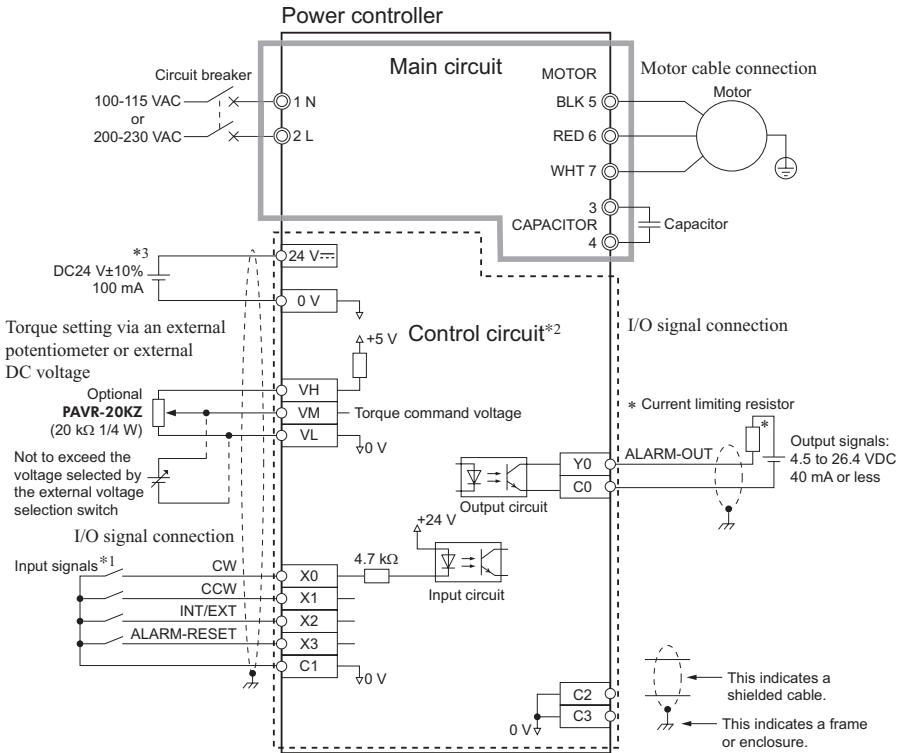 Power controller
Main circuit
Circuit breaker
100-115 VAC
or
200-230 VAC
1 N
2 L
MOTOR
BLK 5
RED 6
WHT 7
3
CAPACITOR
4
Motor cable connection
Motor
Capacitor
*3
DC24 V±10%
100 mA
24 V⎓
0 V
Torque setting via an external
potentiometer or external
DC voltage
Optional
PAVR-20KZ
(20 kΩ 1/4 W)
Not to exceed the
voltage selected by
the external voltage
selection switch
Control circuit*2
+5 V
VH
VM
VL
Torque command voltage
0 V
I/O signal connection
* Current limiting resistor
*
ALARM-OUT
Y0
C0
Output signals:
4.5 to 26.4 VDC
40 mA or less
Output circuit
+24 V
4.7 kΩ
Input circuit
I/O signal connection
Input signals*1
CW
CCW
INT/EXT
ALARM-RESET
X0
X1
X2
X3
C1
0 V
C2
C3
0 V
This indicates a
shielded cable.
This indicates a frame
or enclosure.